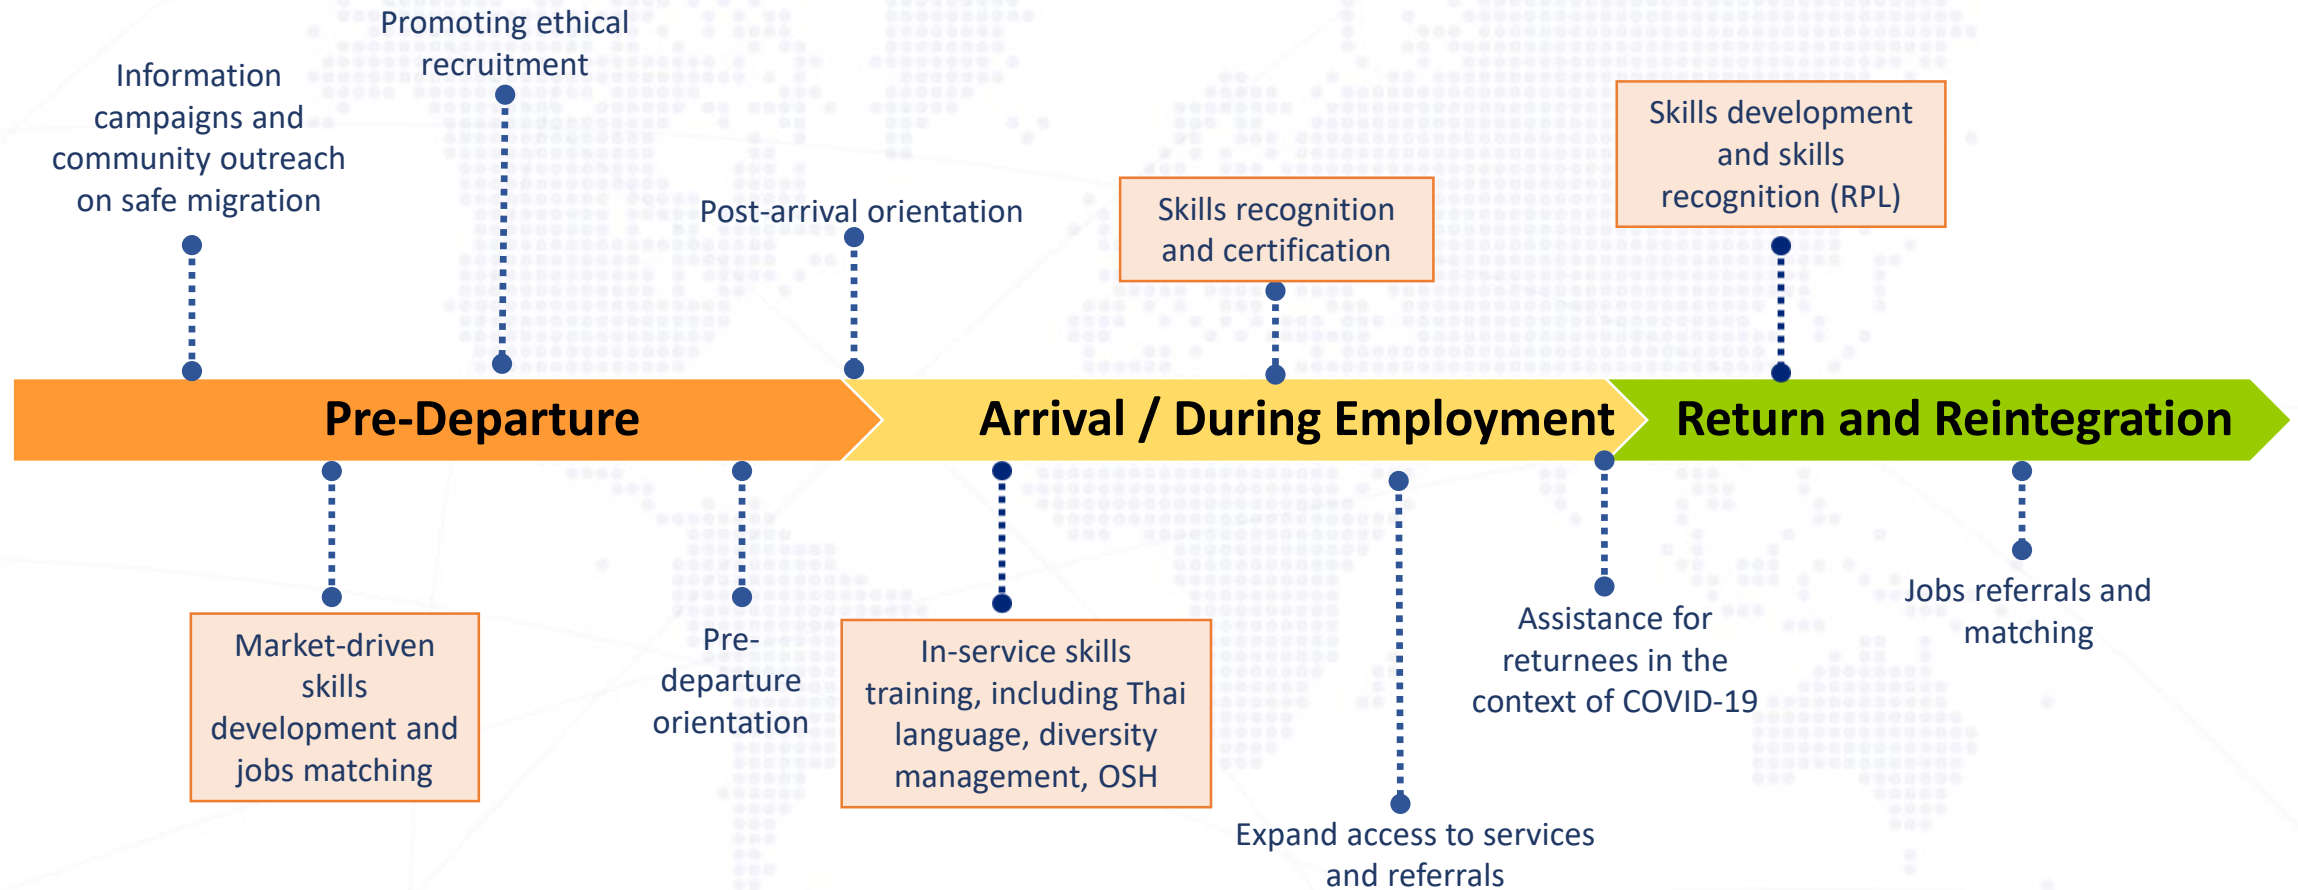 Promoting ethical
recruitment
Information
campaigns and
community outreach
on safe migration
Post-arrival orientation
Skills recognition
and certification
Skills development
and skills
recognition (RPL)
Pre-Departure
Arrival / During Employment
Return and Reintegration
Market-driven
skills
development and
jobs matching
Pre-
departure
orientation
In-service skills
training, including Thai
language, diversity
management, OSH
Expand access to services
and referrals
Assistance for
returnees in the
context of COVID-19
Jobs referrals and
matching